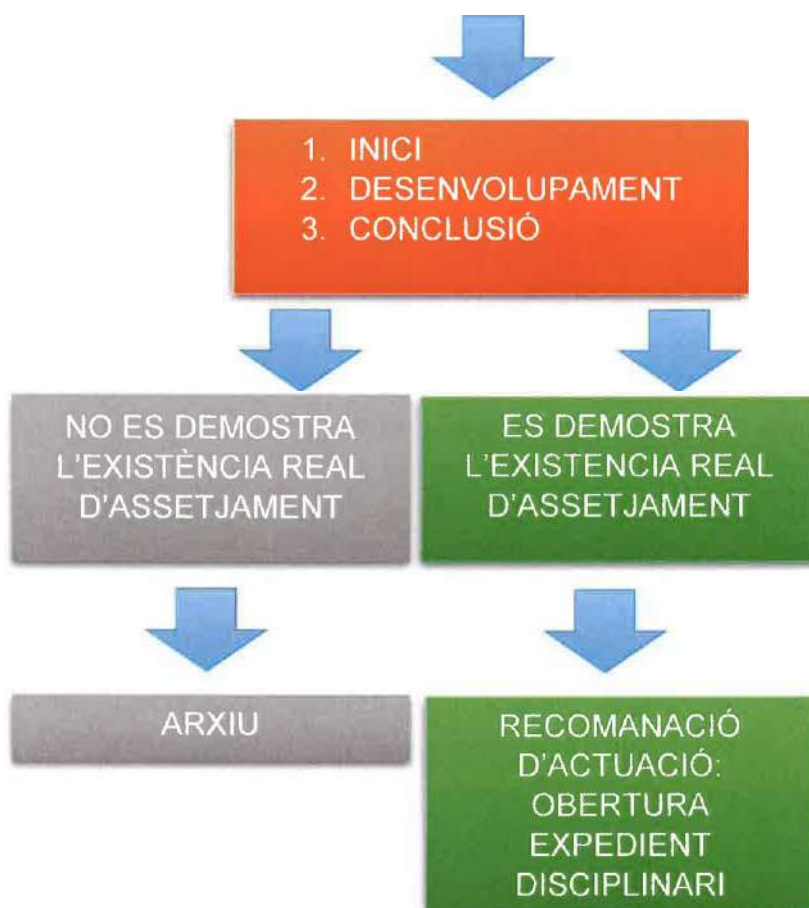 1. INICI
2. DESENVOLUPAMENT
3. CONCLUSIÓ
NO ES DEMOSTRA
L'EXISTÈNCIA REAL
D'ASSETJAMENT
ES DEMOSTRA
L'EXISTENCIA REAL
D'ASSETJAMENT
ARXIU
RECOMANACIÓ
D'ACTUACIÓ:
OBERTURA
EXPEDIENT
DISCIPLINARI